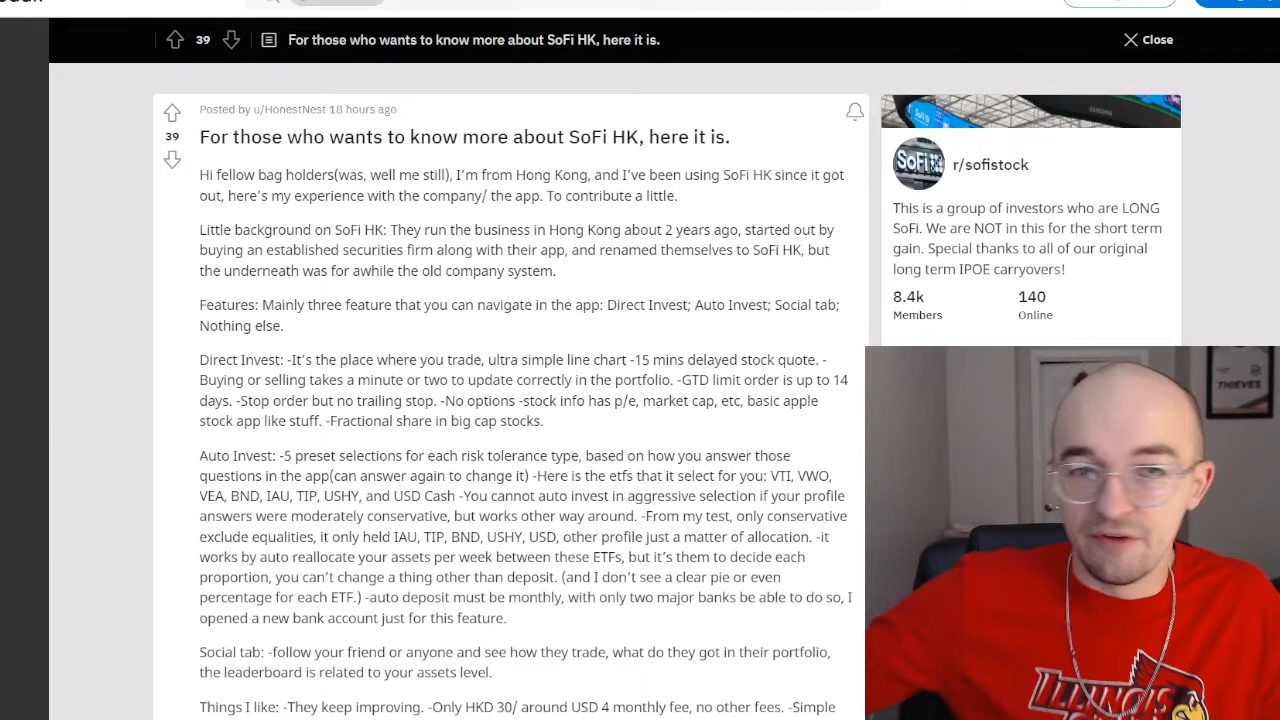 39
For those who wants to know more about SoFi HK, here it is.
Close
Posted by u/HonestNest 18 hours ago
39
For those who wants to know more about SoFi HK, here it is.
Hi fellow bag holders(was, well me still), I'm from Hong Kong, and I've been using SoFi HK since it got
out, here's my experience with the company/ the app. To contribute a little.
Little background on SoFi HK: They run the business in Hong Kong about 2 years ago, started out by
buying an established securities firm along with their app, and renamed themselves to SoFi HK, but
the underneath was for awhile the old company system.
Features: Mainly three feature that you can navigate in the app: Direct Invest; Auto Invest; Social tab;
Nothing else.
Direct Invest: -It's the place where you trade, ultra simple line chart -15 mins delayed stock quote. -
Buying or selling takes a minute or two to update correctly in the portfolio. -GTD limit order is up to 14
days. -Stop order but no trailing stop. -No options -stock info has p/e, market cap, etc, basic apple
stock app like stuff. -Fractional share in big cap stocks.
Auto Invest: -5 preset selections for each risk tolerance type, based on how you answer those
questions in the app(can answer again to change it) -Here is the etfs that it select for you: VTI, VWO,
VEA, BND, IAU, TIP, USHY, and USD Cash -You cannot auto invest in aggressive selection if your profile
answers were moderately conservative, but works other way around. -From my test, only conservative
exclude equalities, it only held IAU, TIP, BND, USHY, USD, other profile just a matter of allocation. -it
works by auto reallocate your assets per week between these ETFs, but it's them to decide each
proportion, you can't change a thing other than deposit. (and I don't see a clear pie or even
percentage for each ETF.) -auto deposit must be monthly, with only two major banks be able to do so, I
opened a new bank account just for this feature.
Social tab: -follow your friend or anyone and see how they trade, what do they got in their portfolio,
the leaderboard is related to your assets level.
Things I like: -They keep improving. -Only HKD 30/ around USD 4 monthly fee, no other fees. -Simple
SAMSUNG
SoFi
r/sofistock
This is a group of investors who are LONG
SoFi. We are NOT in this for the short term
gain. Special thanks to all of our original
long term IPOE carryovers!
8.4k
140
Members
Online
THIEVES
ILLINOIS